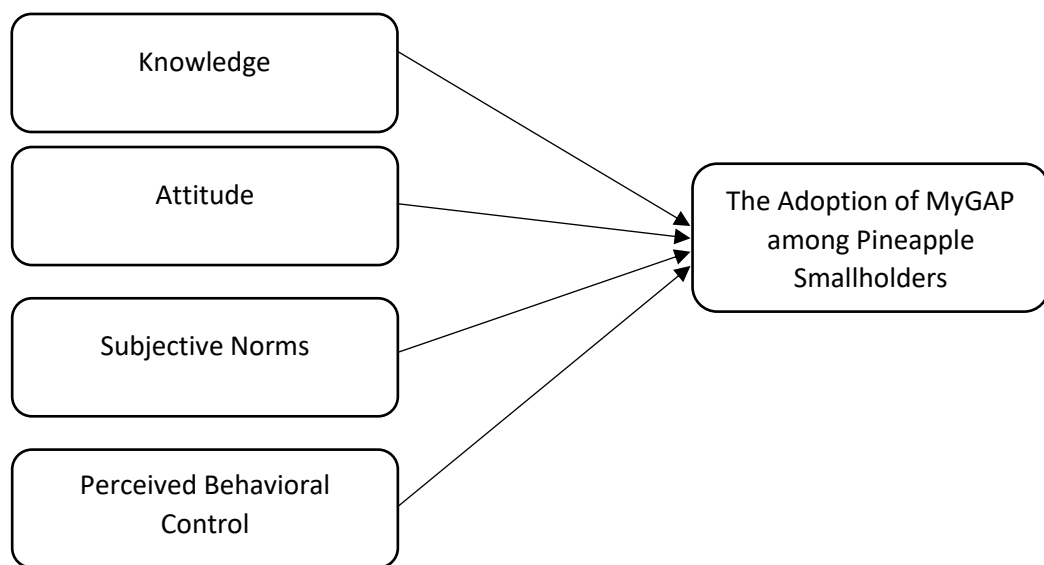 Knowledge
Attitude
Subjective Norms
Perceived Behavioral
Control
The Adoption of MyGAP
among Pineapple
Smallholders